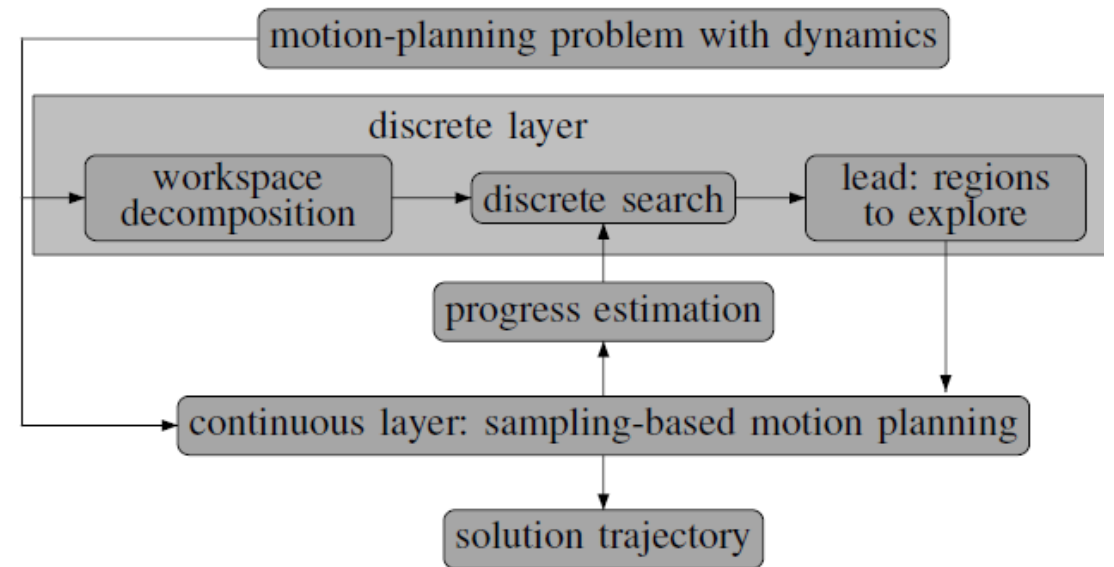 motion-planning problem with dynamics
discrete layer
workspace
decomposition
discrete search
lead: regions
to explore
progress estimation
continuous layer: sampling-based motion planning
solution trajectory